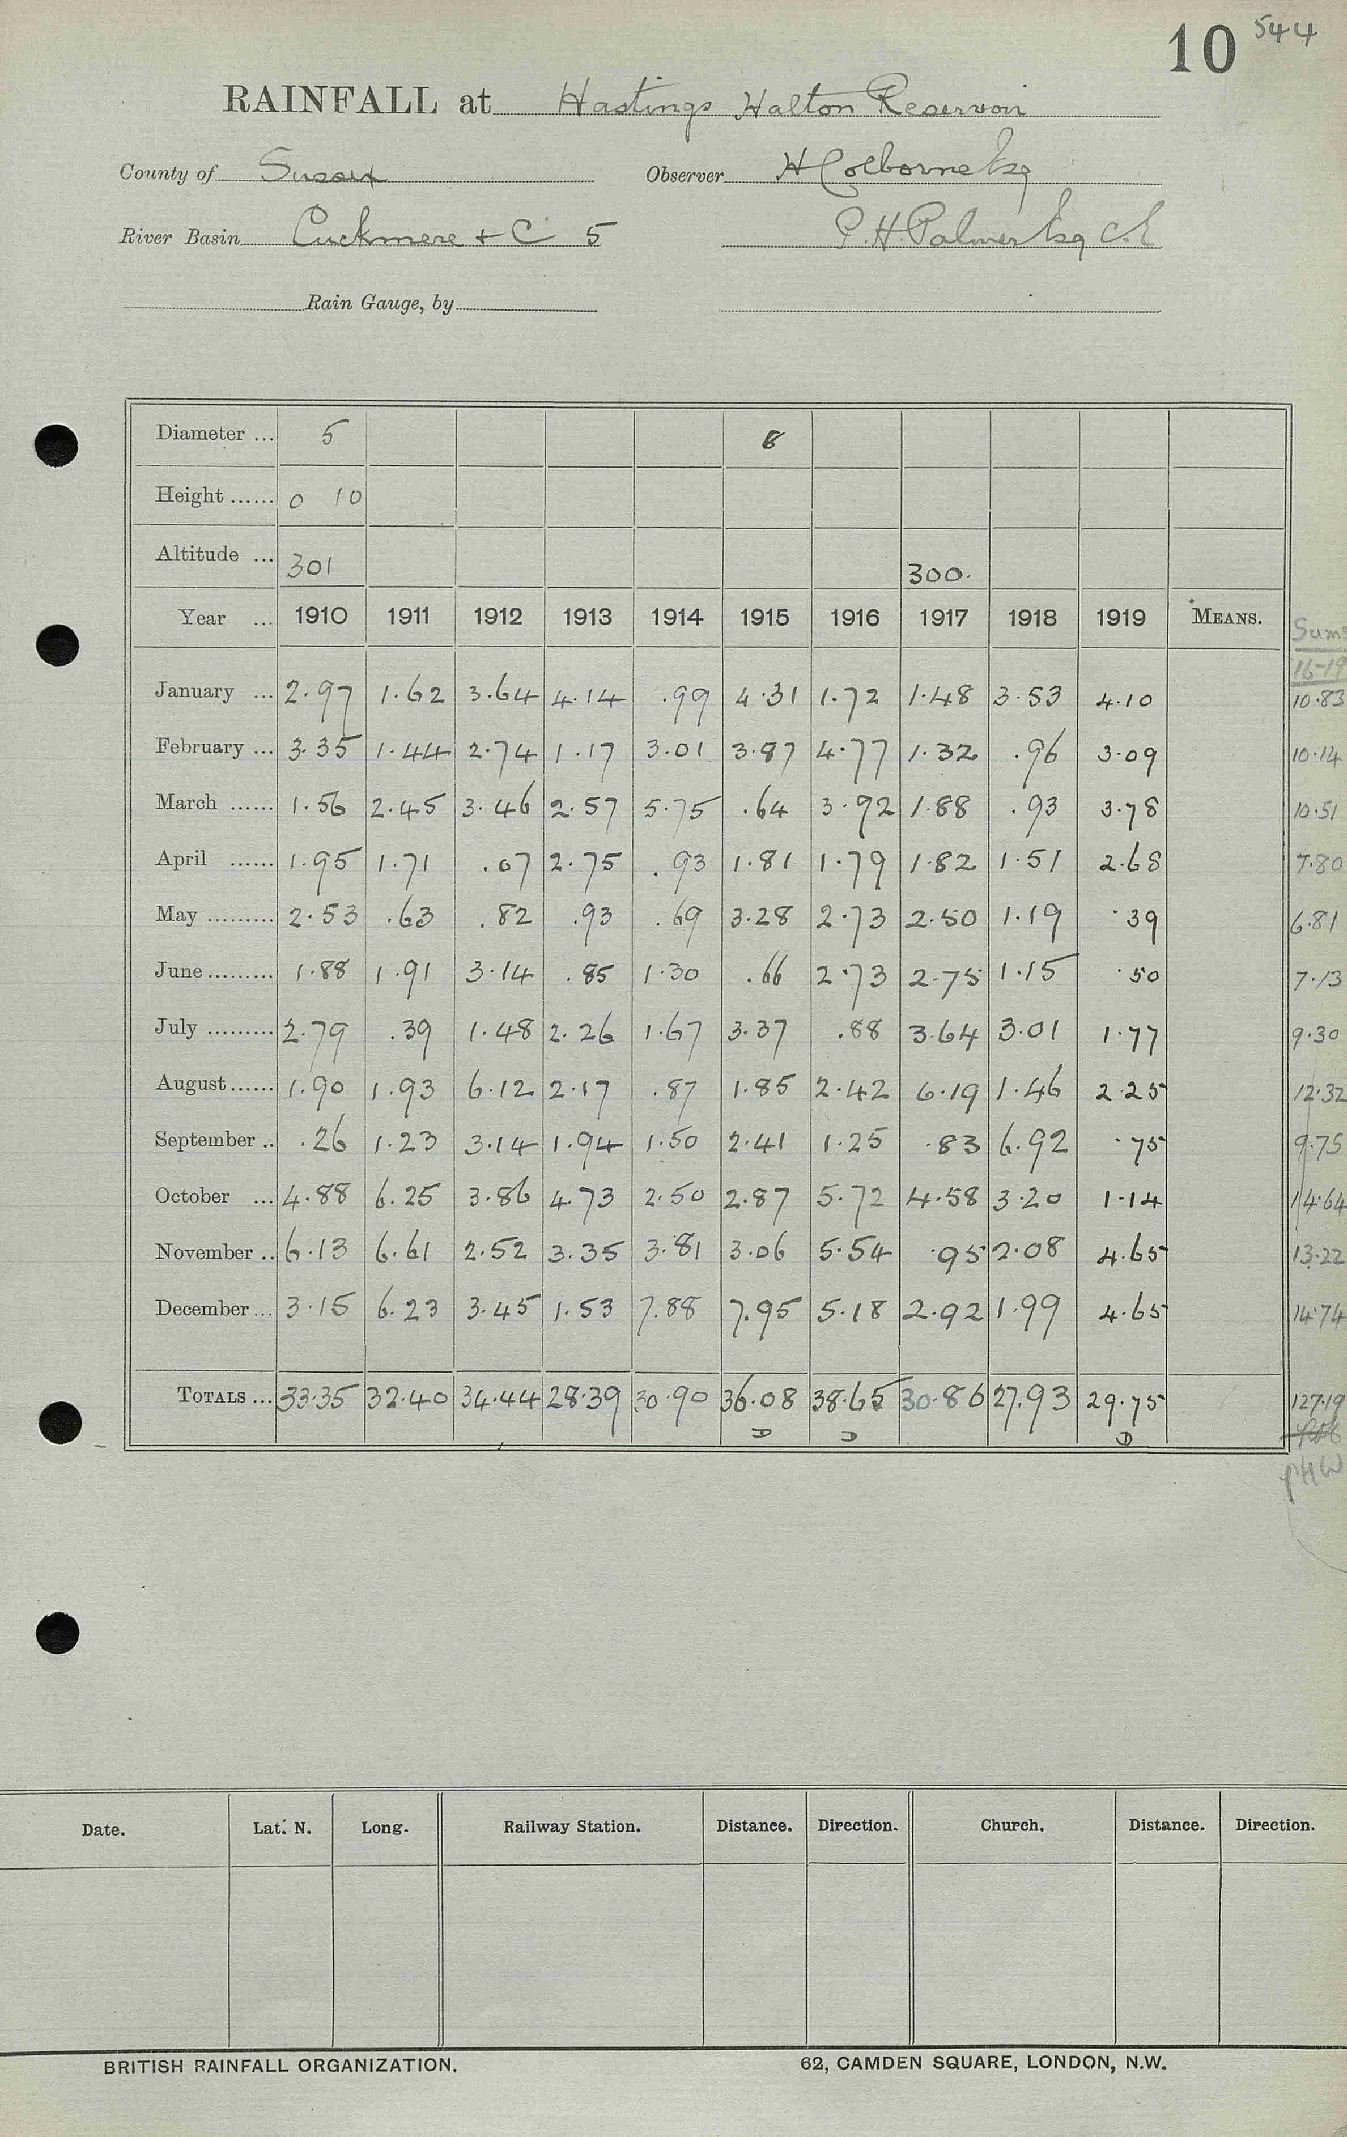 10 544
RAINFALL at Hastings Halton Reservoir
County of Sussex Observer H Colborne Esq
River Basin Cuckmere + C 5 P.H. Palmer Esq C.E
Rain Gauge, by
Diameter ... 5 8
Height ...... 0 10
Altitude ... 301 300.
Year ... 1910 1911 1912 1913 1914 1915 1916 1917 1918 1919 MEANS. Sums
16-19
January ... 2.97 1.62 3.64 4.14 .99 4.31 1.72 1.48 3.53 4.10 10.83
February ... 3.35 1.44 2.74 1.17 3.01 3.87 4.77 1.32 .96 3.09 10.14
March ...... 1.56 2.45 3.46 2.57 5.75 .64 3.92 1.88 .93 3.78 10.51
April ...... 1.95 1.71 .07 2.75 .93 1.81 1.79 1.82 1.51 2.68 7.80
May ......... 2.53 .63 .82 .93 .69 3.28 2.73 2.50 1.19 .39 6.81
June ......... 1.88 1.91 3.14 .85 1.30 .66 2.73 2.75 1.15 .50 7.13
July ......... 2.79 .39 1.48 2.26 1.67 3.37 .88 3.64 3.01 1.77 9.30
August ...... 1.90 1.93 6.12 2.17 .87 1.85 2.42 6.19 1.46 2.25 12.32
September .. .26 1.23 3.14 1.94 1.50 2.41 1.25 .83 6.92 .75 9.75
October ... 4.88 6.25 3.86 4.73 2.50 2.87 5.72 4.58 3.20 1.14 14.64
November .. 6.13 6.61 2.52 3.35 3.81 3.06 5.54 .95 2.08 4.65 13.22
December ... 3.15 6.23 3.45 1.53 7.88 7.95 5.18 2.92 1.99 4.65 14.74
TOTALS ... 33.35 32.40 34.44 28.39 30.90 36.08 38.65 30.86 27.93 29.75 127.19
D D D
PHW
Date. Lat. N. Long. Railway Station. Distance. Direction. Church. Distance. Direction.
BRITISH RAINFALL ORGANIZATION. 62, CAMDEN SQUARE, LONDON, N.W.